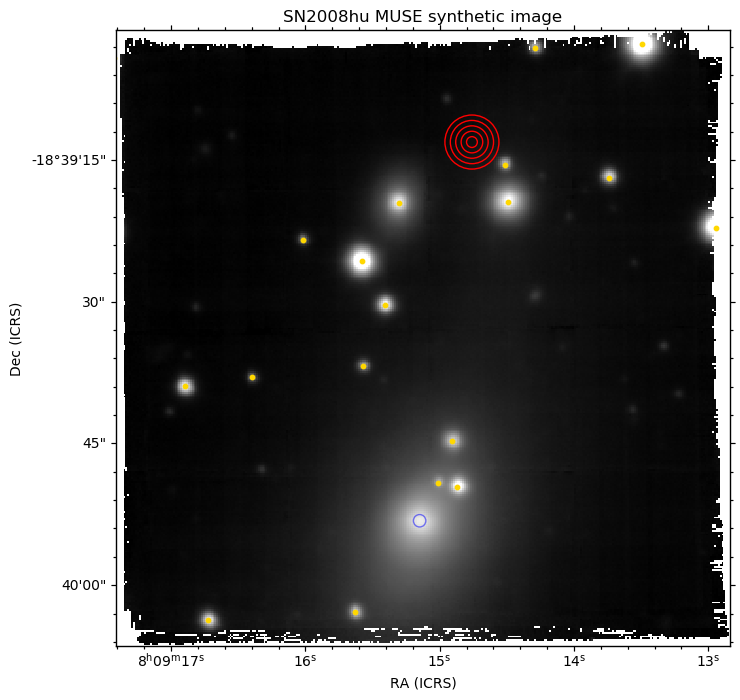 SN2008hu MUSE synthetic image
-18°39'15"
30"
45"
40'00"
Dec (ICRS)
8ʰ09ᵐ17ˢ 16ˢ 15ˢ 14ˢ 13ˢ
RA (ICRS)